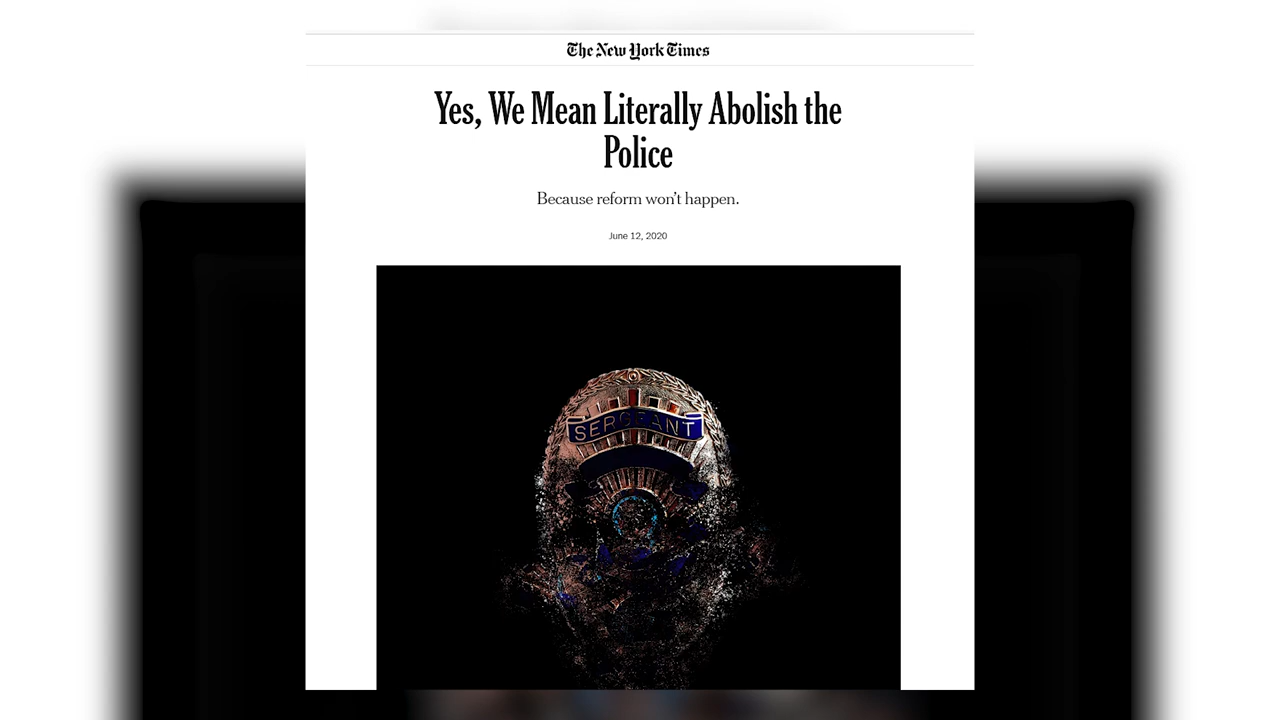 The New York Times
Yes, We Mean Literally Abolish the
Police
Because reform won’t happen.
June 12, 2020
SERGEANT